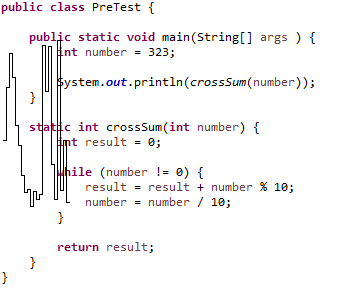 public class PreTest {
public static void main(String[] args ) {
int number = 323;
System.out.println(crossSum(number));
}
static int crossSum(int number) {
int result = 0;
while (number != 0) {
result = result + number % 10;
number = number / 10;
}
return result;
}
}